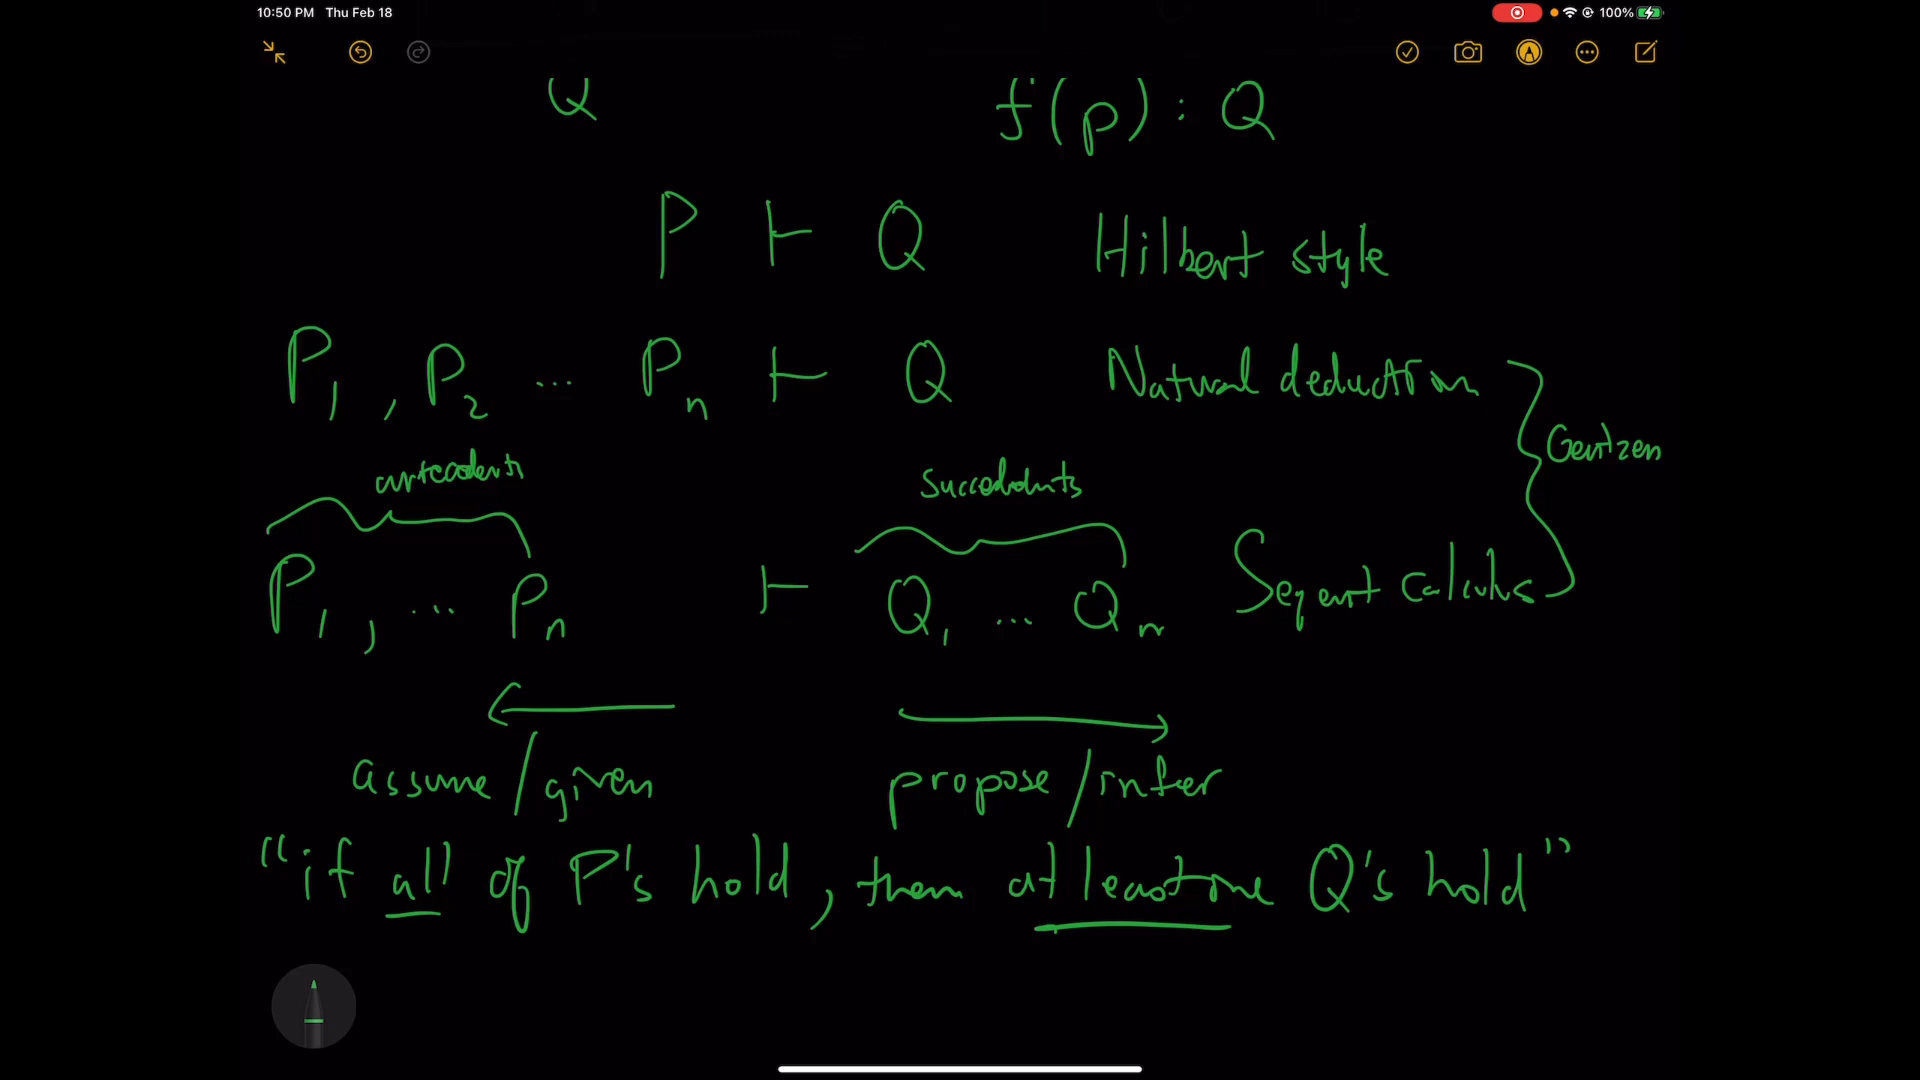 10:50 PM Thu Feb 18 100%
Q f(p) : Q
P ⊢ Q Hilbert style
P1, P2 ... Pn ⊢ Q Natural deduction
Gentzen
antecedents succedents
P1, ... Pn ⊢ Q1 ... Qn Sequent calculus
assume/given propose/infer
"if all of P's hold, then at least one Q's hold"